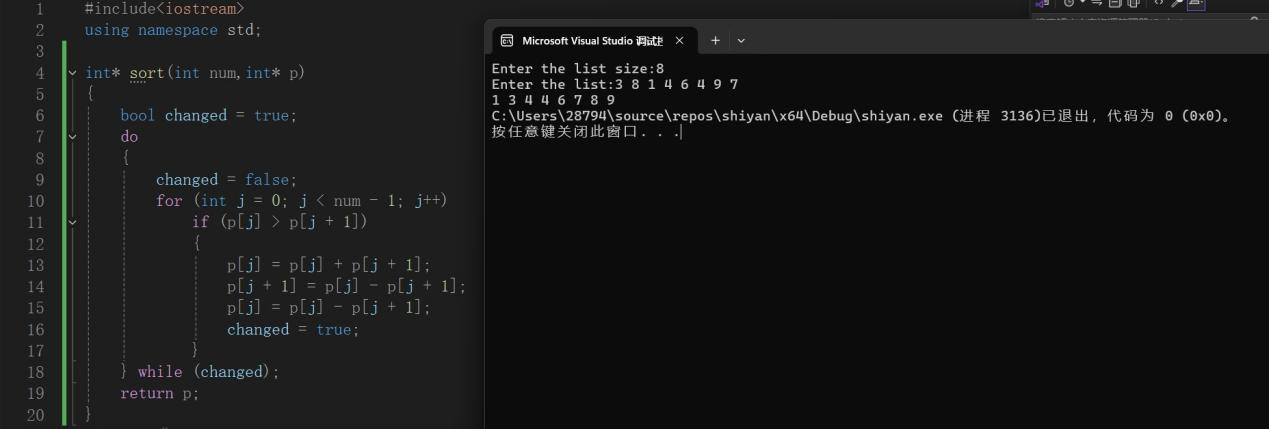 1 #include<iostream>
2 using namespace std;
3
4 int* sort(int num,int* p)
5 {
6 bool changed = true;
7 do
8 {
9 changed = false;
10 for (int j = 0; j < num - 1; j++)
11 if (p[j] > p[j + 1])
12 {
13 p[j] = p[j] + p[j + 1];
14 p[j + 1] = p[j] - p[j + 1];
15 p[j] = p[j] - p[j + 1];
16 changed = true;
17 }
18 } while (changed);
19 return p;
20 }
Microsoft Visual Studio 调试
Enter the list size:8
Enter the list:3 8 1 4 6 4 9 7
1 3 4 4 6 7 8 9
C:\Users\28794\source\repos\shiyan\x64\Debug\shiyan.exe (进程 3136)已退出，代码为 0 (0x0)。
按任意键关闭此窗口. . .